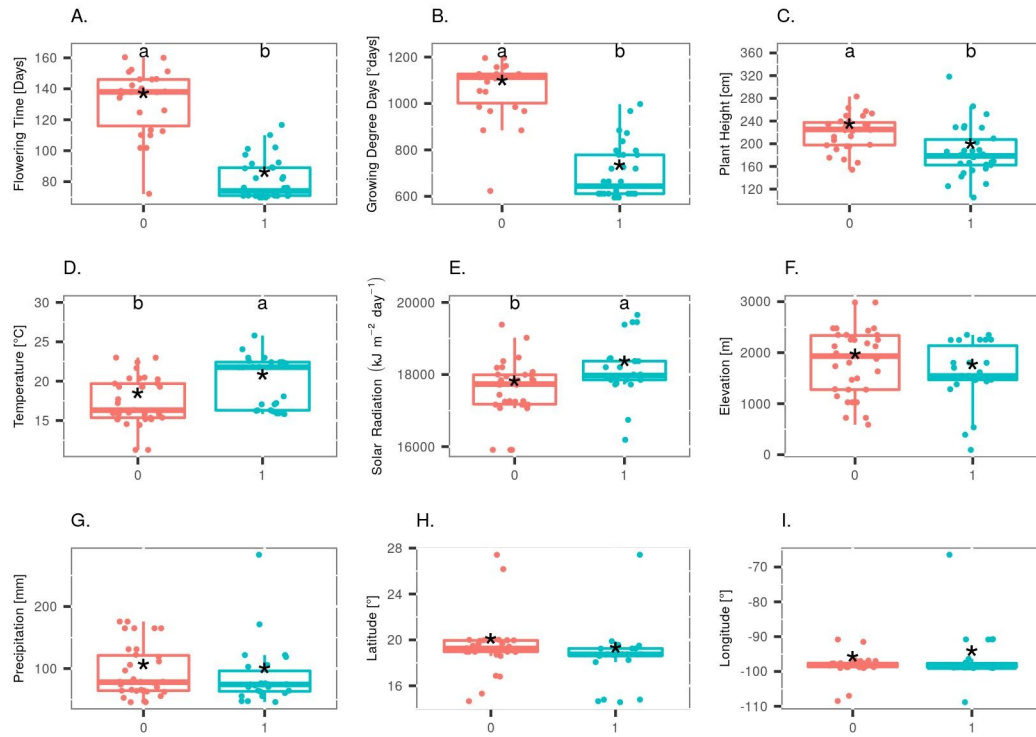 A.
B.
C.
Flowering Time [Days]
160
140
120
100
80
a
b
0
1
Growing Degree Days [°days]
1200
1000
800
600
a
b
0
1
Plant Height [cm]
360
320
280
240
200
160
120
a
b
0
1
D.
E.
F.
Temperature [°C]
30
25
20
15
b
a
0
1
Solar Radiation (kJ m⁻² day⁻¹)
20000
18000
16000
b
a
0
1
Elevation [m]
3000
2000
1000
0
0
1
G.
H.
I.
Precipitation [mm]
200
100
0
1
Latitude [°]
28
24
20
16
0
1
Longitude [°]
-70
-80
-90
-100
-110
0
1